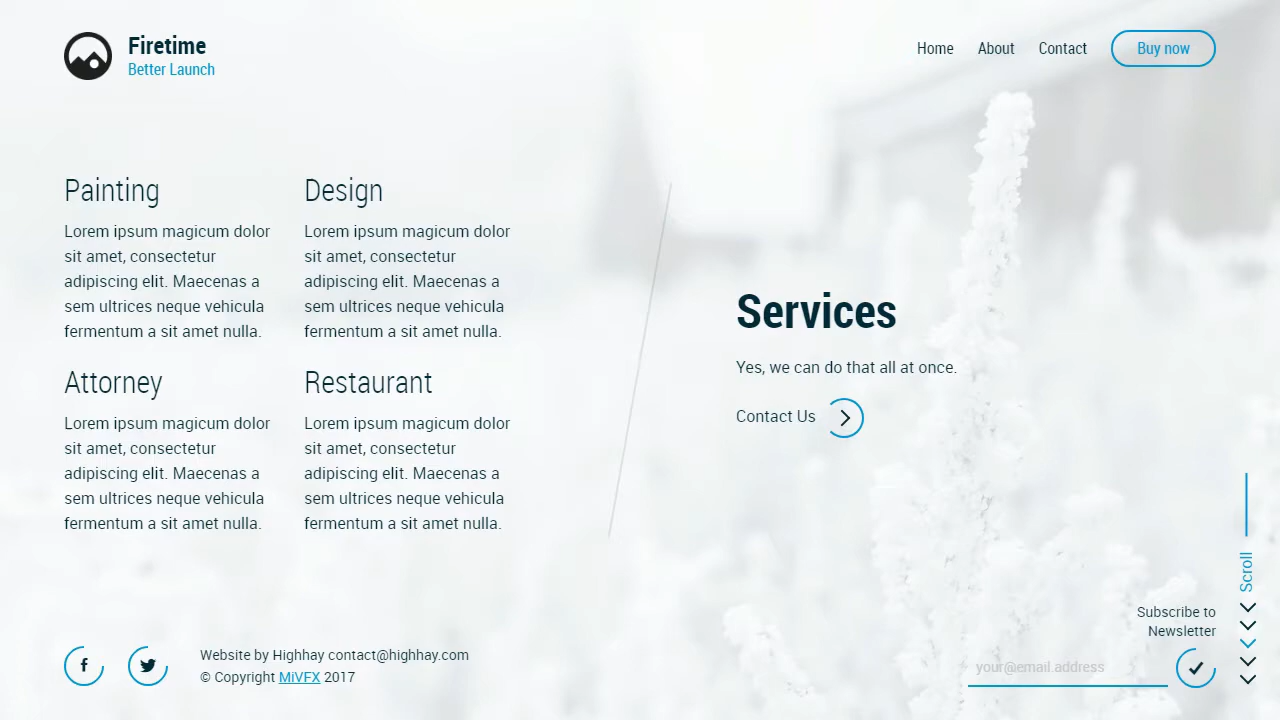 Firetime
Better Launch
Home
About
Contact
Buy now
Painting
Lorem ipsum magicum dolor
sit amet, consectetur
adipiscing elit. Maecenas a
sem ultrices neque vehicula
fermentum a sit amet nulla.
Design
Lorem ipsum magicum dolor
sit amet, consectetur
adipiscing elit. Maecenas a
sem ultrices neque vehicula
fermentum a sit amet nulla.
Attorney
Lorem ipsum magicum dolor
sit amet, consectetur
adipiscing elit. Maecenas a
sem ultrices neque vehicula
fermentum a sit amet nulla.
Restaurant
Lorem ipsum magicum dolor
sit amet, consectetur
adipiscing elit. Maecenas a
sem ultrices neque vehicula
fermentum a sit amet nulla.
Services
Yes, we can do that all at once.
Contact Us
Scroll
Website by Highhay contact@highhay.com
© Copyright MiVFX 2017
Subscribe to
Newsletter
your@email.address